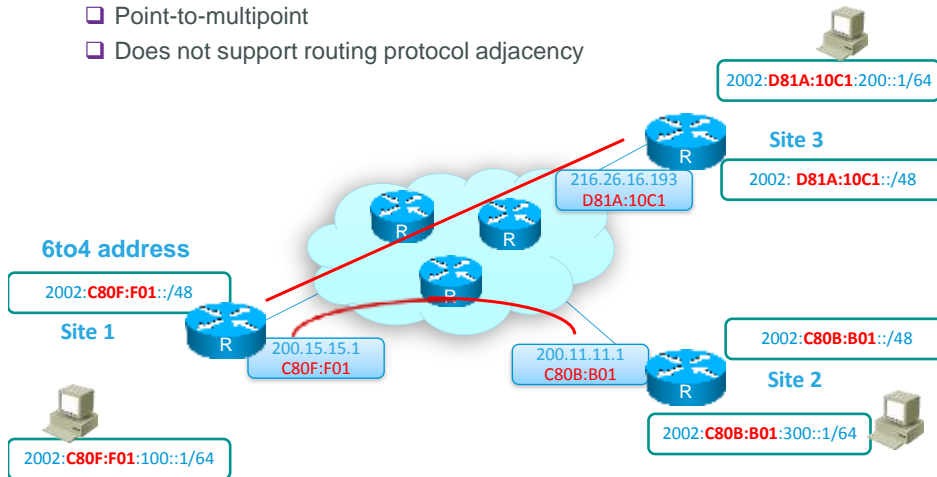 Point-to-multipoint
Does not support routing protocol adjacency
2002:D81A:10C1:200::1/64
R
Site 3
216.26.16.193
D81A:10C1
2002: D81A:10C1::/48
R
R
6to4 address
2002:C80F:F01::/48
R
Site 1
R
200.15.15.1
C80F:F01
200.11.11.1
C80B:B01
2002:C80B:B01::/48
R
Site 2
2002:C80B:B01:300::1/64
2002:C80F:F01:100::1/64